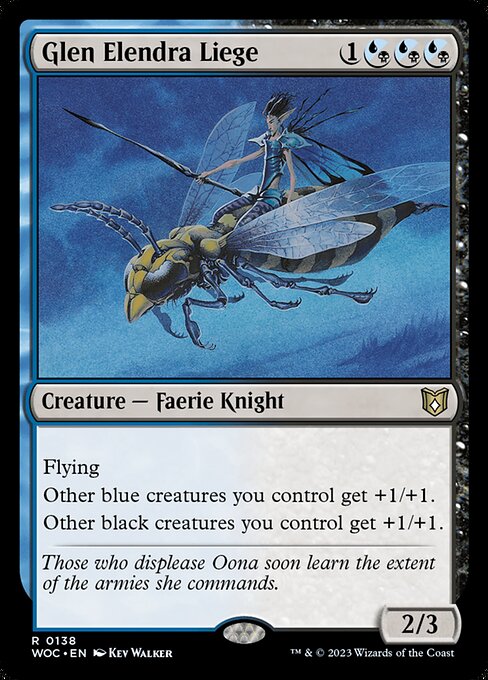 Glen Elendra Liege 1
Creature — Faerie Knight
Flying
Other blue creatures you control get +1/+1.
Other black creatures you control get +1/+1.
Those who displease Oona soon learn the extent
of the armies she commands.
2/3
R 0138
WOC • EN Kev Walker
™ & © 2023 Wizards of the Coast